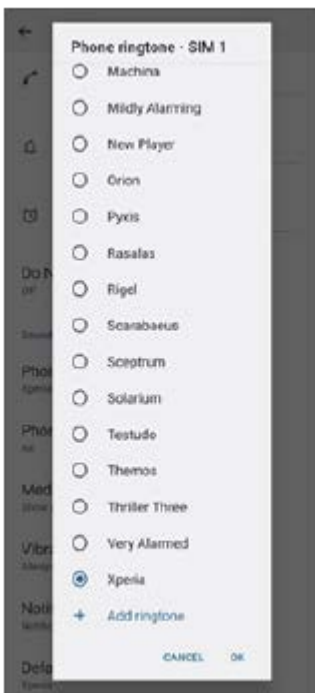 Phone ringtone - SIM 1
Machina
Mildly Alarming
New Player
Orion
Pyxis
Rasalas
Rigel
Scarabaeus
Sceptrum
Solarium
Testudo
Themos
Thriller Three
Very Alarmed
Xperia
+ Add ringtone
CANCEL OK